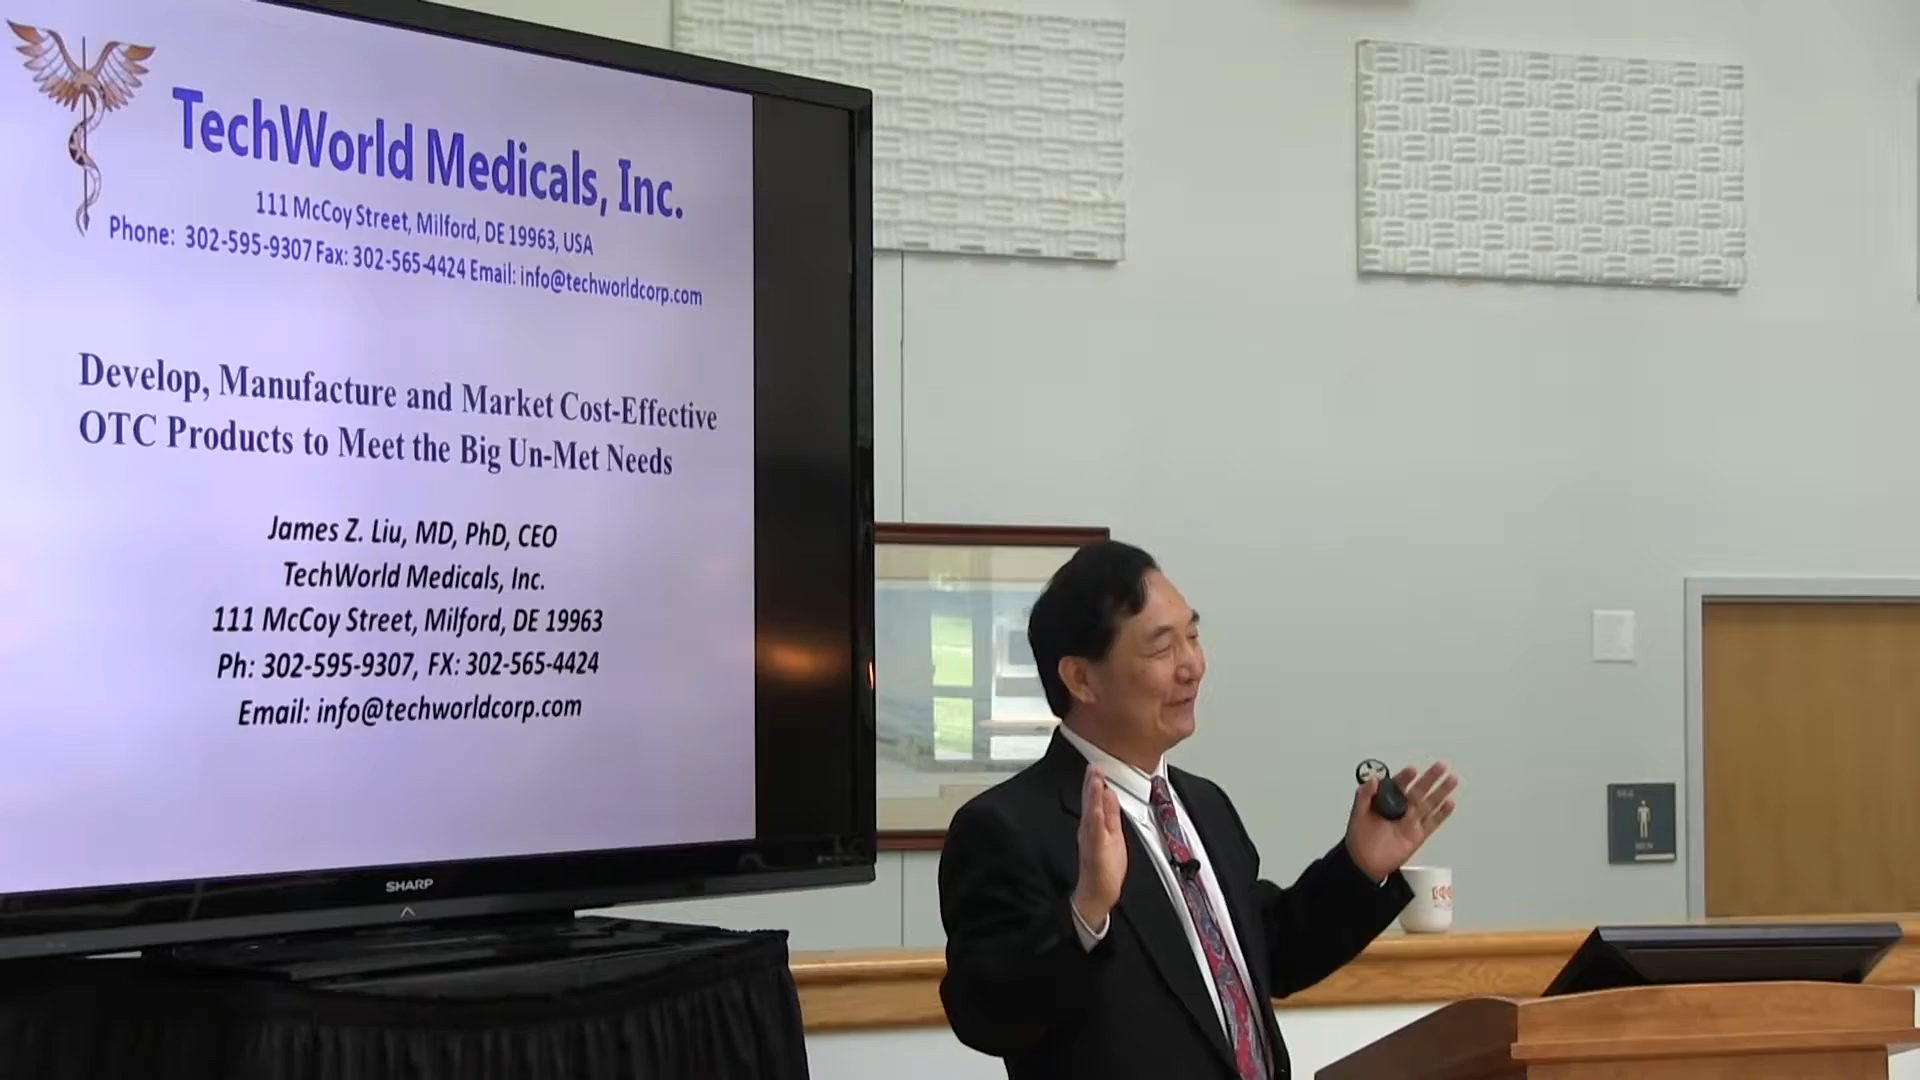 TechWorld Medicals, Inc.
111 McCoy Street, Milford, DE 19963, USA
Phone: 302-595-9307 Fax: 302-565-4424 Email: info@techworldcorp.com
Develop, Manufacture and Market Cost-Effective
OTC Products to Meet the Big Un-Met Needs
James Z. Liu, MD, PhD, CEO
TechWorld Medicals, Inc.
111 McCoy Street, Milford, DE 19963
Ph: 302-595-9307, FX: 302-565-4424
Email: info@techworldcorp.com
SHARP
MEN